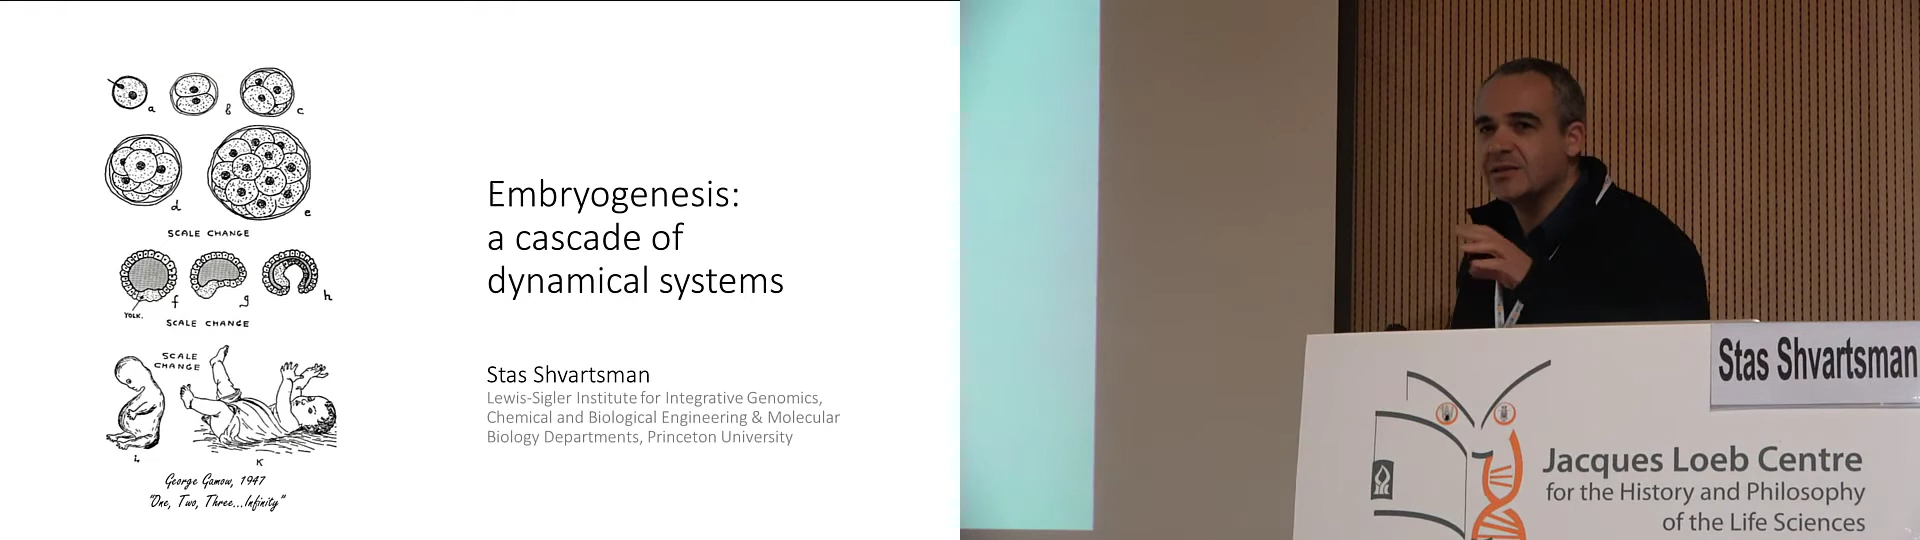 a
b
c
d
e
SCALE CHANGE
f
g
h
YOLK.
SCALE CHANGE
SCALE
CHANGE
L
K
George Gamow, 1947
"One, Two, Three...Infinity"
Embryogenesis:
a cascade of
dynamical systems
Stas Shvartsman
Lewis-Sigler Institute for Integrative Genomics,
Chemical and Biological Engineering & Molecular
Biology Departments, Princeton University
Stas Shvartsman
Jacques Loeb Centre
for the History and Philosophy
of the Life Sciences